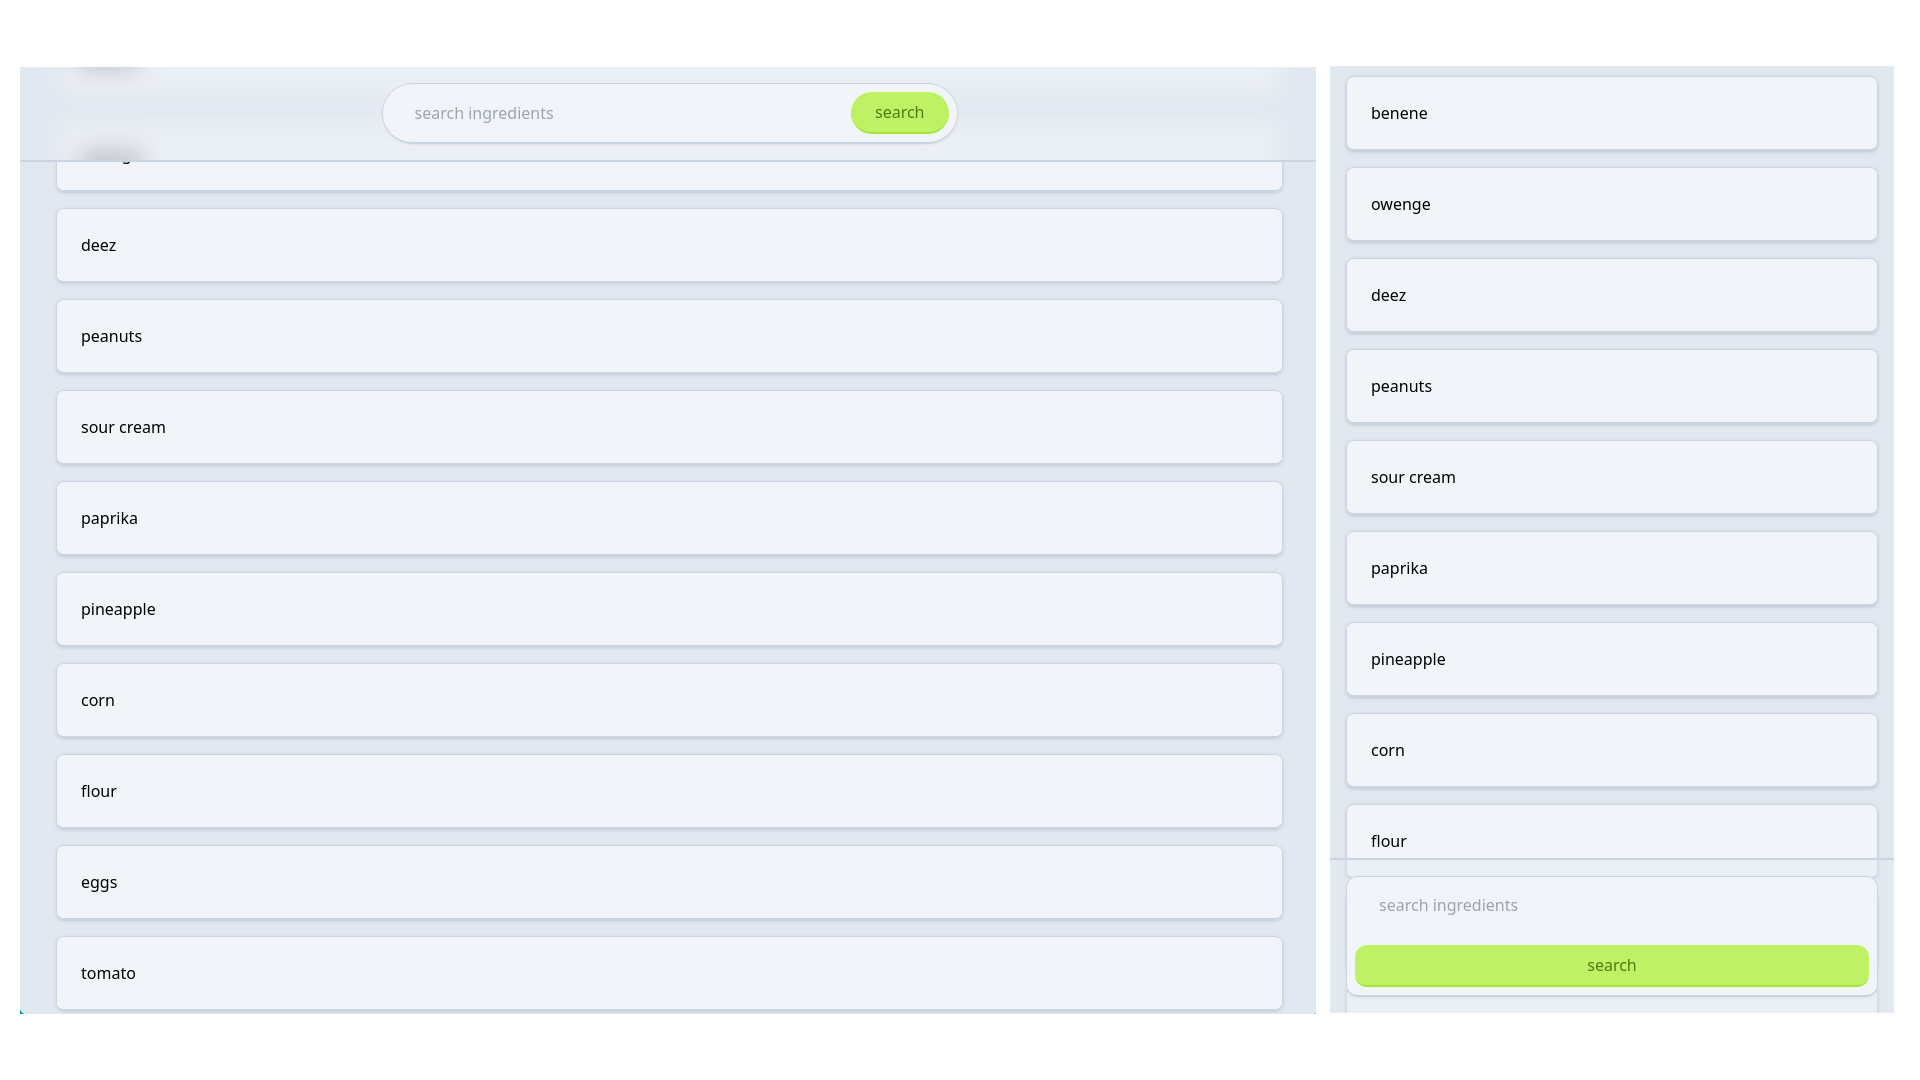 search ingredients
search
deez
peanuts
sour cream
paprika
pineapple
corn
flour
eggs
tomato
benene
owenge
deez
peanuts
sour cream
paprika
pineapple
corn
flour
search ingredients
search